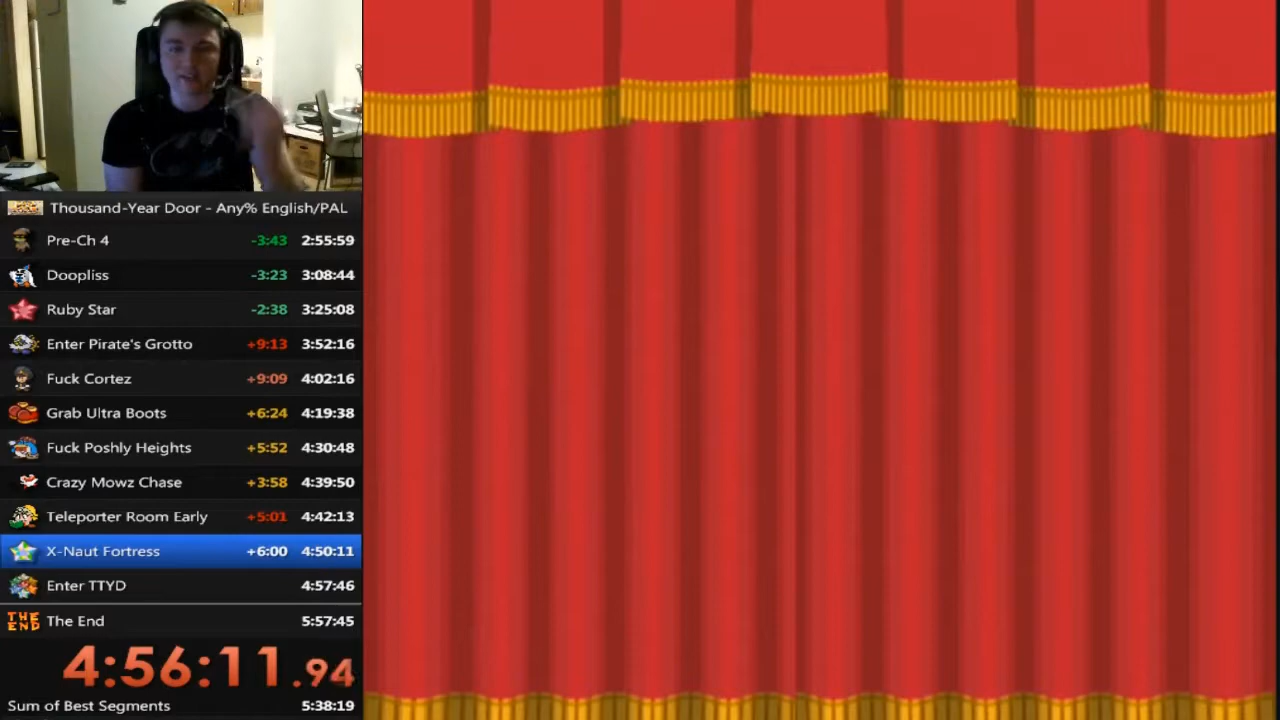 Thousand-Year Door - Any% English/PAL
Pre-Ch 4 -3:43 2:55:59
Doopliss -3:23 3:08:44
Ruby Star -2:38 3:25:08
Enter Pirate's Grotto +9:13 3:52:16
Fuck Cortez +9:09 4:02:16
Grab Ultra Boots +6:24 4:19:38
Fuck Poshly Heights +5:52 4:30:48
Crazy Mowz Chase +3:58 4:39:50
Teleporter Room Early +5:01 4:42:13
X-Naut Fortress +6:00 4:50:11
Enter TTYD 4:57:46
THE END The End 5:57:45
4:56:11.94
Sum of Best Segments 5:38:19